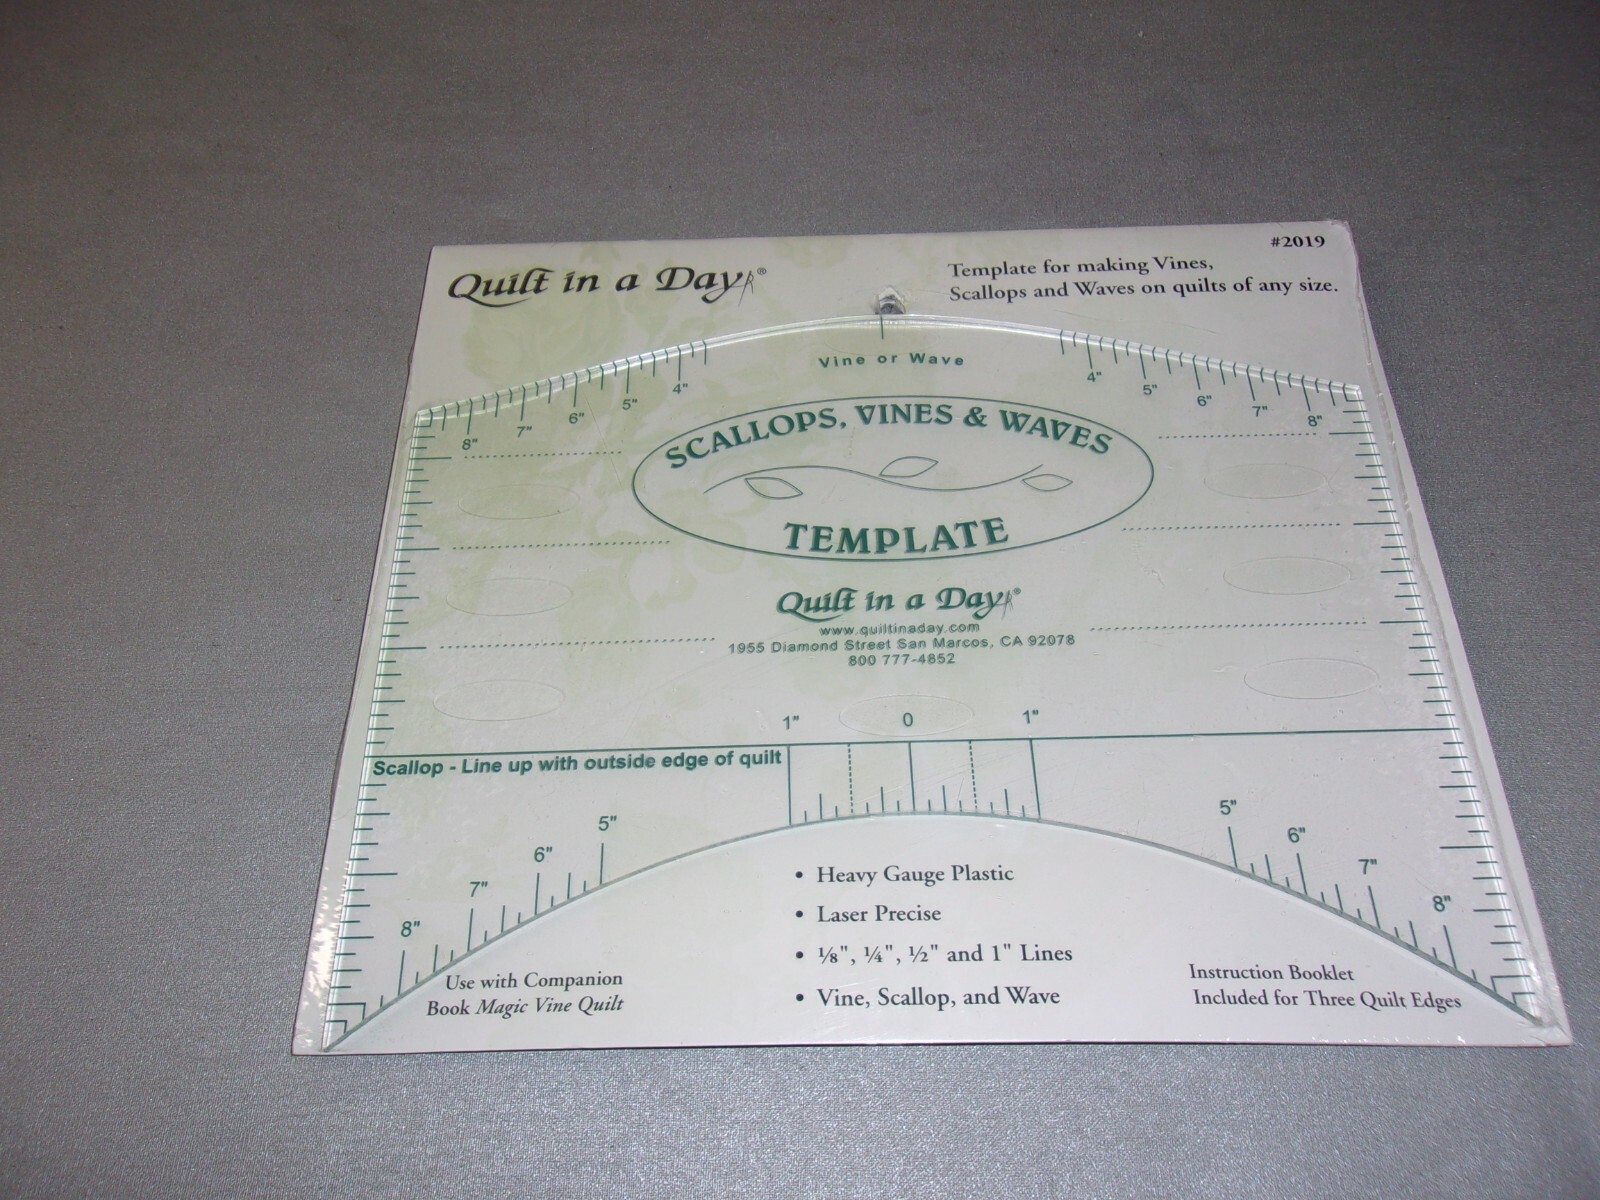 #2019
Quilt in a Day®
Template for making Vines,
Scallops and Waves on quilts of any size.
Vine or Wave
8" 7" 6" 5" 4"
4" 5" 6" 7" 8"
SCALLOPS, VINES & WAVES
TEMPLATE
Quilt in a Day®
www.quiltinaday.com
1955 Diamond Street San Marcos, CA 92078
800 777-4852
1" 0 1"
Scallop - Line up with outside edge of quilt
8" 7" 6" 5"
5" 6" 7" 8"
• Heavy Gauge Plastic
• Laser Precise
• ⅛", ¼", ½" and 1" Lines
• Vine, Scallop, and Wave
Use with Companion
Book Magic Vine Quilt
Instruction Booklet
Included for Three Quilt Edges